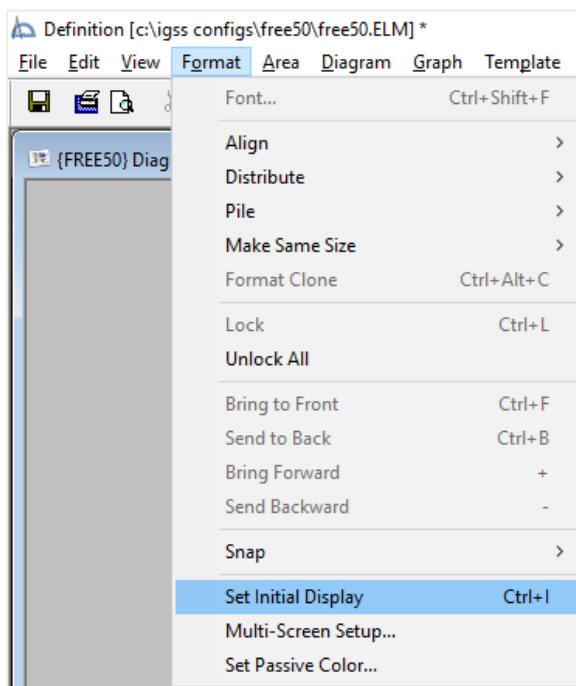 Definition [c:\igss configs\free50\free50.ELM] *
File Edit View Format Area Diagram Graph Template
{FREE50} Diag
Font... Ctrl+Shift+F
Align >
Distribute >
Pile >
Make Same Size >
Format Clone Ctrl+Alt+C
Lock Ctrl+L
Unlock All
Bring to Front Ctrl+F
Send to Back Ctrl+B
Bring Forward +
Send Backward -
Snap >
Set Initial Display Ctrl+I
Multi-Screen Setup...
Set Passive Color...